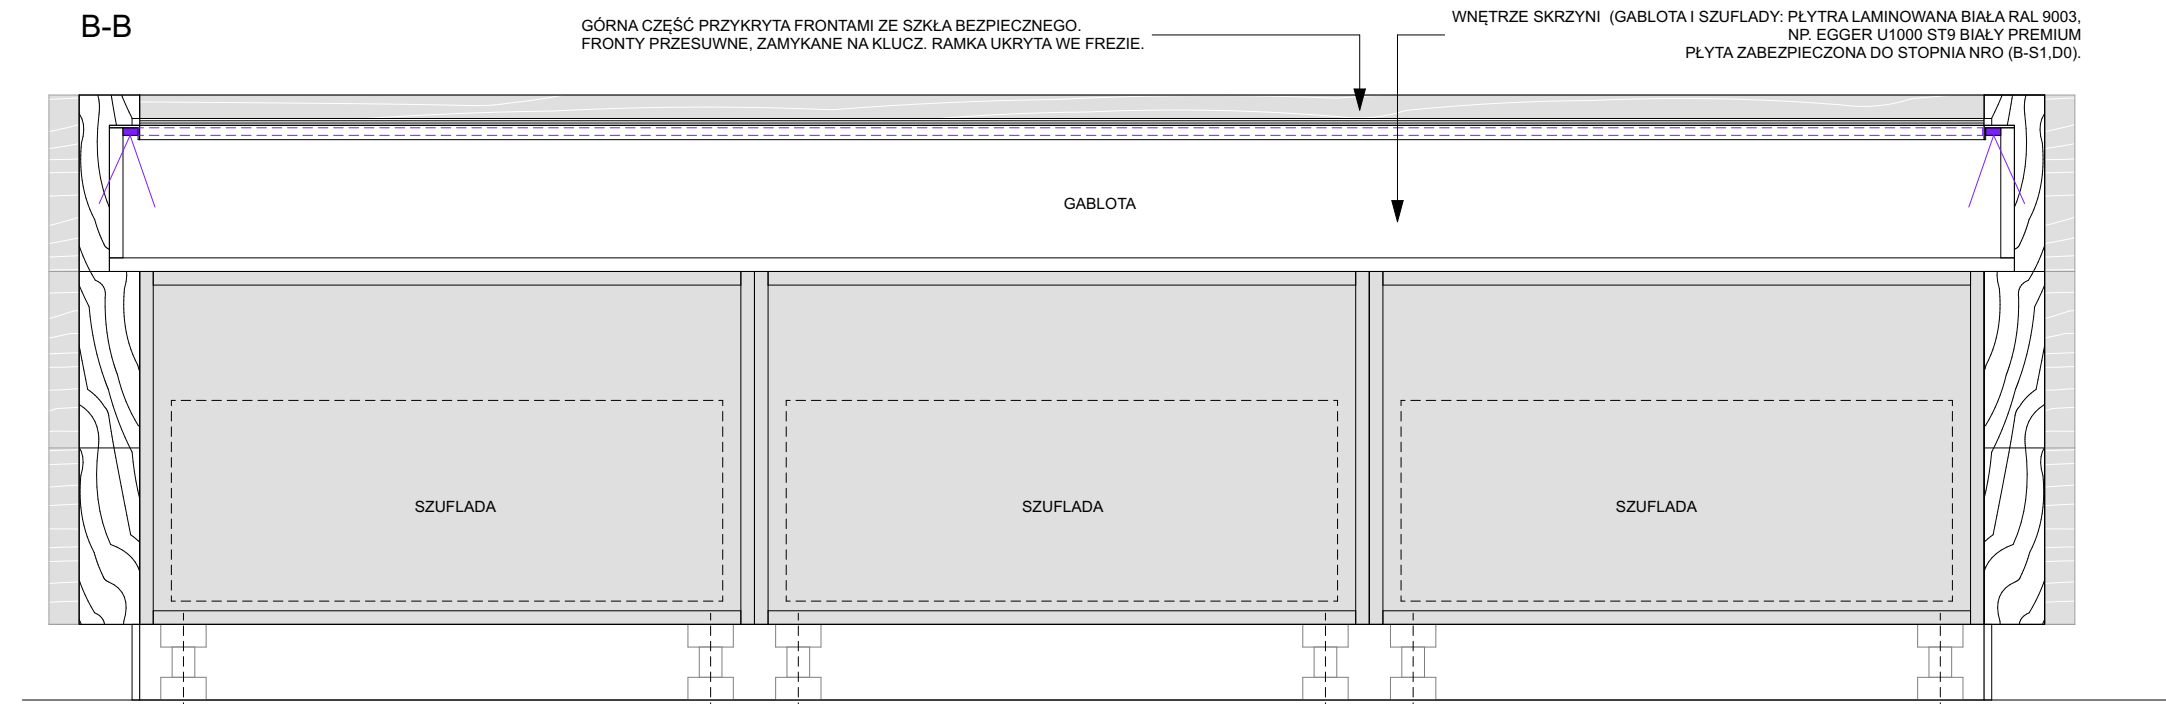 B-B
GÓRNA CZĘŚĆ PRZYKRYTA FRONTAMI ZE SZKŁA BEZPIECZNEGO.
FRONTY PRZESUWNE, ZAMYKANE NA KLUCZ. RAMKA UKRYTA WE FREZIE.
WNĘTRZE SKRZYNI (GABLOTA I SZUFLADY: PŁYTRA LAMINOWANA BIAŁA RAL 9003,
NP. EGGER U1000 ST9 BIAŁY PREMIUM
PŁYTA ZABEZPIECZONA DO STOPNIA NRO (B-S1,D0).
GABLOTA
SZUFLADA
SZUFLADA
SZUFLADA